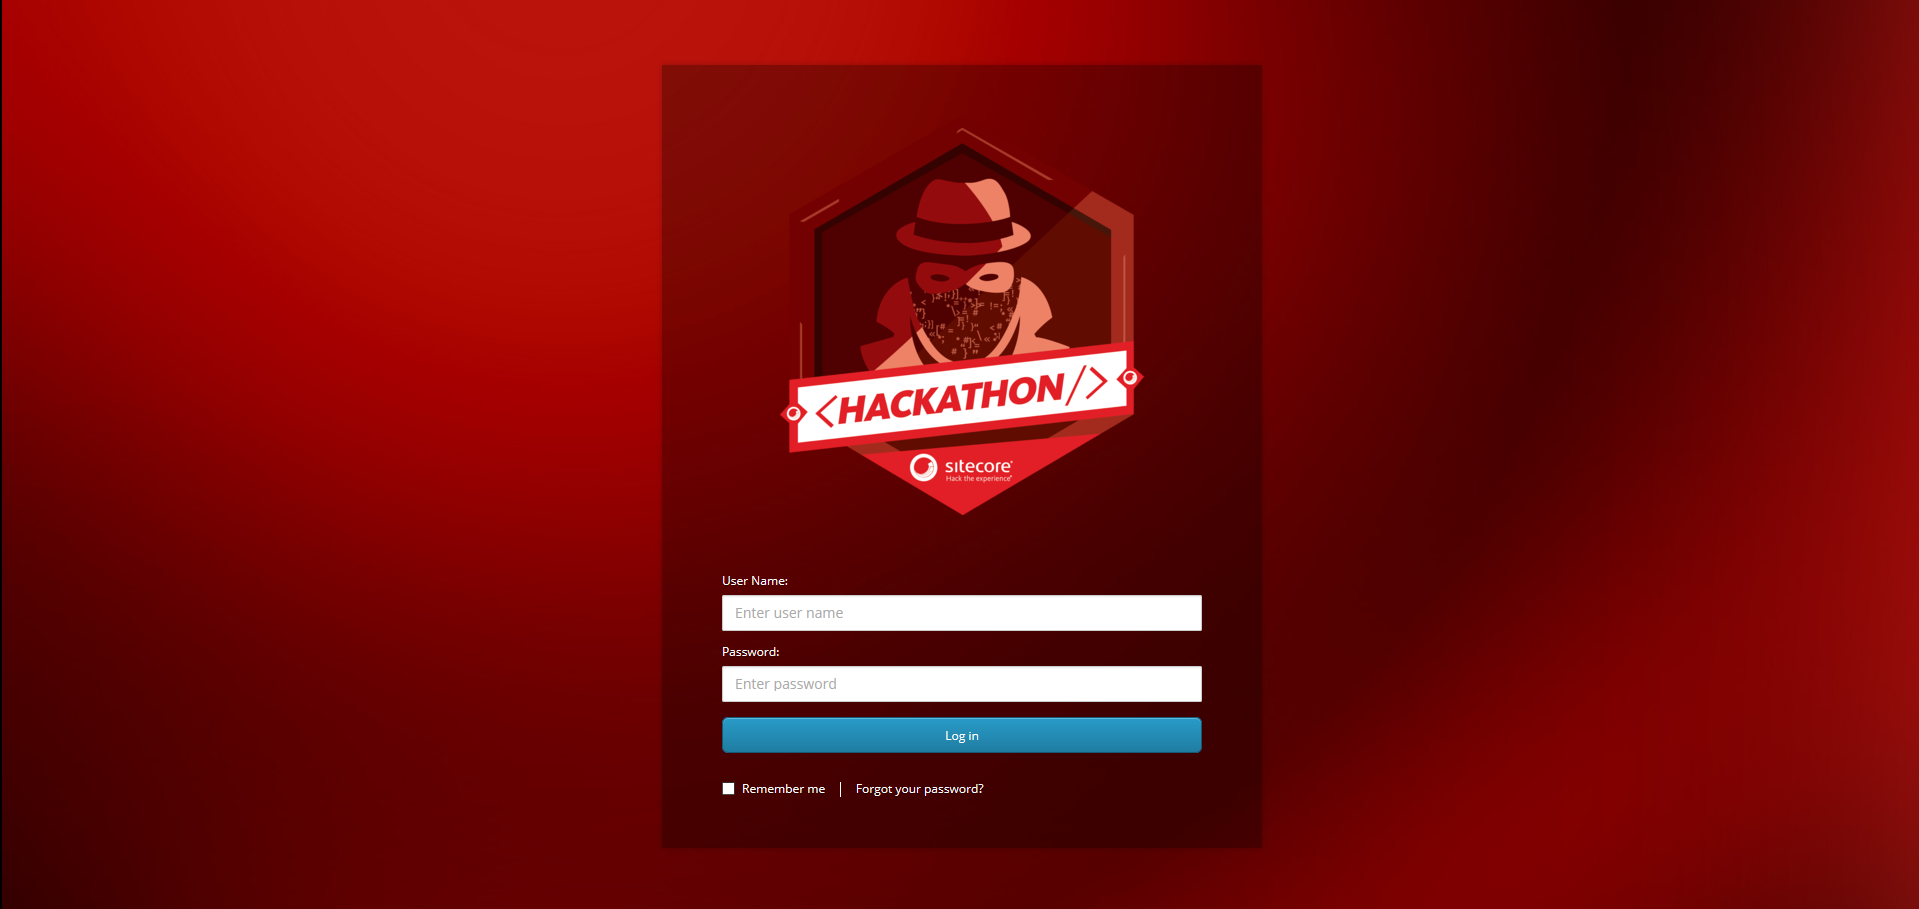 <HACKATHON/>
sitecore®
Hack the experience®
User Name:
Enter user name
Password:
Enter password
Log in
Remember me | Forgot your password?